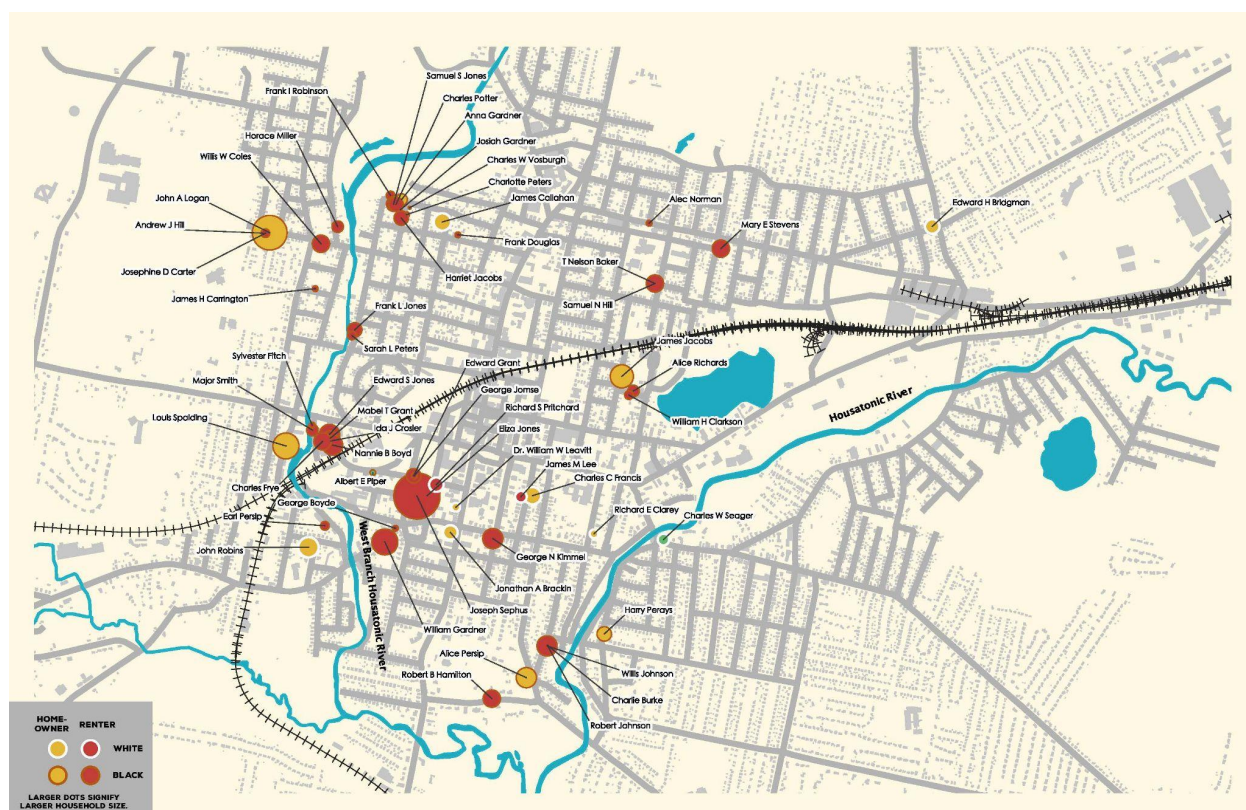 Samuel S Jones
Frank I Robinson
Charles Potter
Anna Gardner
Horace Miller
Josiah Gardner
Willis W Coles
Charles W Vosburgh
Charlotte Peters
James Callahan
John A Logan
Alec Norman
Edward H Bridgman
Andrew J Hill
Mary E Stevens
Frank Douglas
T Nelson Baker
Josephine D Carter
Harriet Jacobs
James H Carrington
Samuel N Hill
Frank L Jones
Sarah L Peters
James Jacobs
Sylvester Fitch
Edward Grant
Alice Richards
Major Smith
Edward S Jones
George Jomse
Housatonic River
Louis Spalding
Mabel T Grant
Richard S Pritchard
Ida J Crosler
Eliza Jones
William H Clarkson
Nannie B Boyd
Dr. William W Leavitt
James M Lee
Charles Frye
Albert E Piper
Charles C Francis
George Boyde
Richard E Clarey
Charles W Seager
Earl Persip
John Robins
West Branch Housatonic River
George N Kimmel
Jonathan A Brackin
Joseph Sephus
Harry Perays
William Gardner
Alice Persip
Willis Johnson
Robert B Hamilton
Charlie Burke
Robert Johnson
HOME-
OWNER RENTER
WHITE
BLACK
LARGER DOTS SIGNIFY
LARGER HOUSEHOLD SIZE.